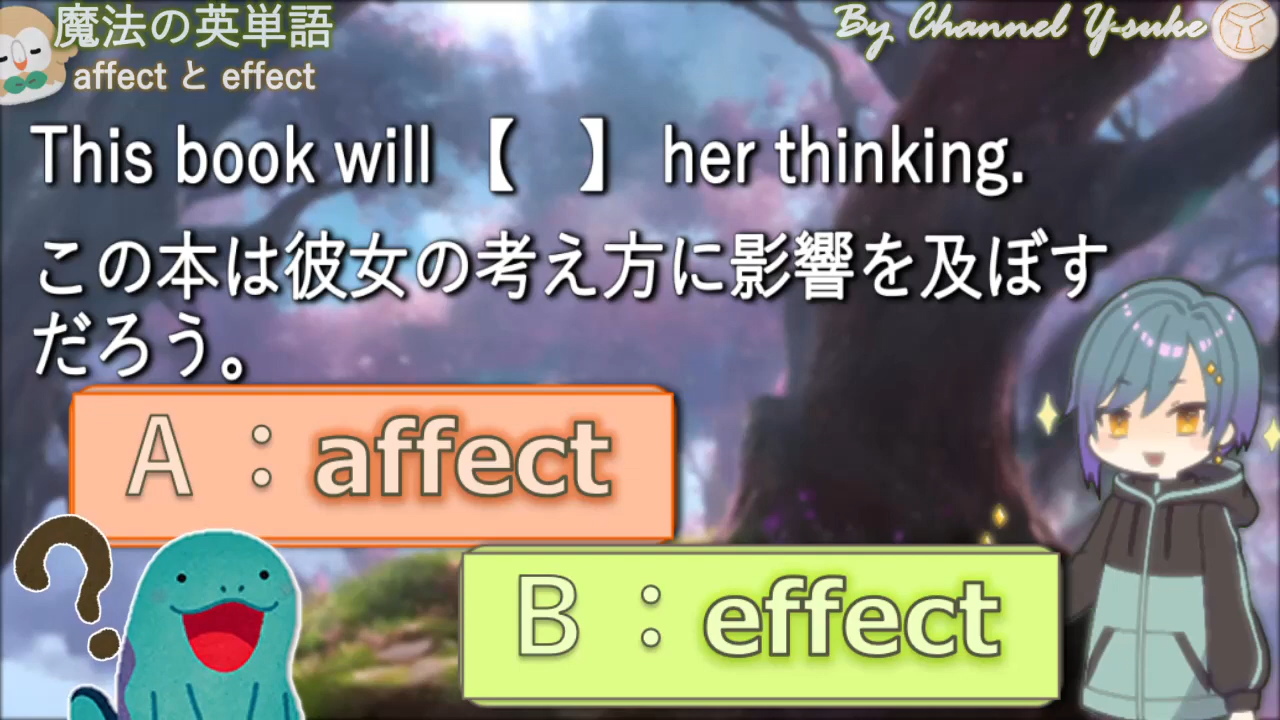 魔法の英単語
By Channel Y-suke
affect と effect
This book will 【　】 her thinking.
この本は彼女の考え方に影響を及ぼす
だろう。
A：affect
?
B：effect